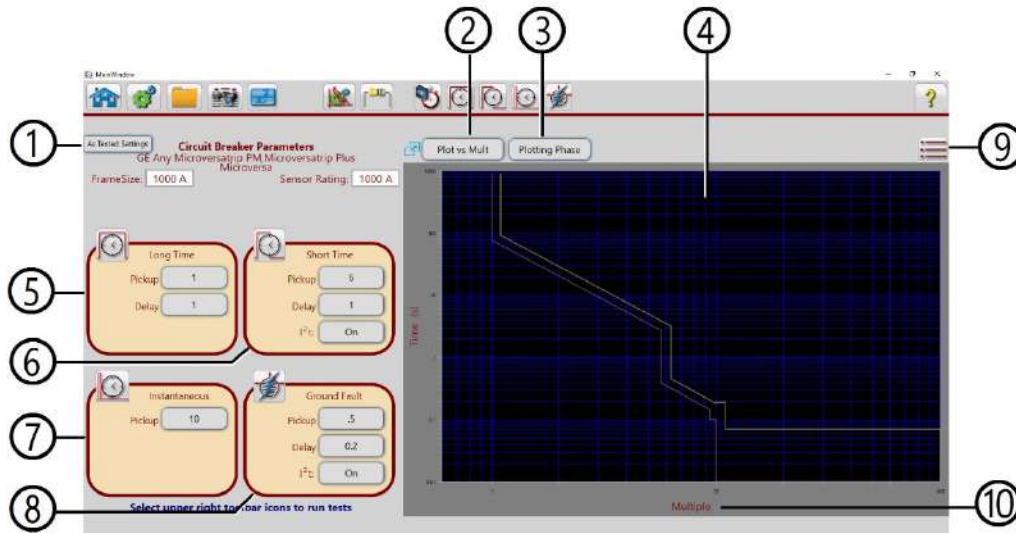 2
3
4
MainWindow
?
1
As Tested Settings
Circuit Breaker Parameters
GE Any Microversatrip PM,Microversatrip Plus
Microversa
FrameSize: 1000 A
Sensor Rating: 1000 A
Plot vs Mult
Plotting Phase
9
5
Long Time
Pickup 1
Delay 1
6
Short Time
Pickup 6
Delay 1
I²t: On
7
Instantaneous
Pickup 10
8
Ground Fault
Pickup .5
Delay 0.2
I²t: On
Select upper right toolbar icons to run tests
Time (s)
Multiple
10